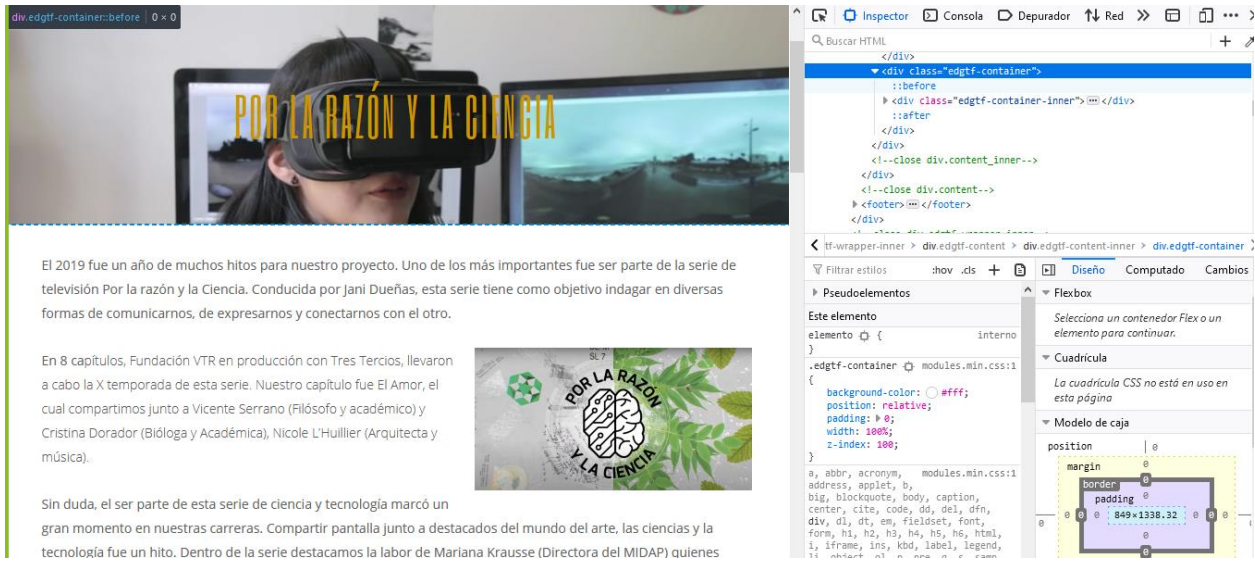 div.edgtf-container::before | 0 × 0
POR LA RAZÓN Y LA CIENCIA
El 2019 fue un año de muchos hitos para nuestro proyecto. Uno de los más importantes fue ser parte de la serie de
televisión Por la razón y la Ciencia. Conducida por Jani Dueñas, esta serie tiene como objetivo indagar en diversas
formas de comunicarnos, de expresarnos y conectarnos con el otro.
En 8 capítulos, Fundación VTR en producción con Tres Tercios, llevaron
a cabo la X temporada de esta serie. Nuestro capítulo fue El Amor, el
cual compartimos junto a Vicente Serrano (Filósofo y académico) y
Cristina Dorador (Bióloga y Académica), Nicole L'Huillier (Arquitecta y
música).
SL 7
POR LA RAZÓN
Y LA CIENCIA
Sin duda, el ser parte de esta serie de ciencia y tecnología marcó un
gran momento en nuestras carreras. Compartir pantalla junto a destacados del mundo del arte, las ciencias y la
tecnología fue un hito. Dentro de la serie destacamos la labor de Mariana Krausse (Directora del MIDAP) quienes
Inspector Consola Depurador Red
Buscar HTML
</div>
<div class="edgtf-container">
::before
<div class="edgtf-container-inner"> </div>
::after
</div>
</div>
<!--close div.content_inner-->
</div>
<!--close div.content-->
<footer> </footer>
</div>
tf-wrapper-inner > div.edgtf-content > div.edgtf-content-inner > div.edgtf-container
Filtrar estilos :hov .cls + Diseño Computado Cambios
Pseudoelementos
Este elemento
elemento { interno
}
.edgtf-container modules.min.css:1
{
background-color: #fff;
position: relative;
padding: 0;
width: 100%;
z-index: 100;
}
a, abbr, acronym, modules.min.css:1
address, applet, b,
big, blockquote, body, caption,
center, cite, code, dd, del, dfn,
div, dl, dt, em, fieldset, font,
form, h1, h2, h3, h4, h5, h6, html,
i, iframe, ins, kbd, label, legend,
Flexbox
Selecciona un contenedor Flex o un
elemento para continuar.
Cuadrícula
La cuadrícula CSS no está en uso en
esta página
Modelo de caja
position 0
margin 0
border 0
padding 0
0 0 0 0 849×1338.32 0 0 0
0
0